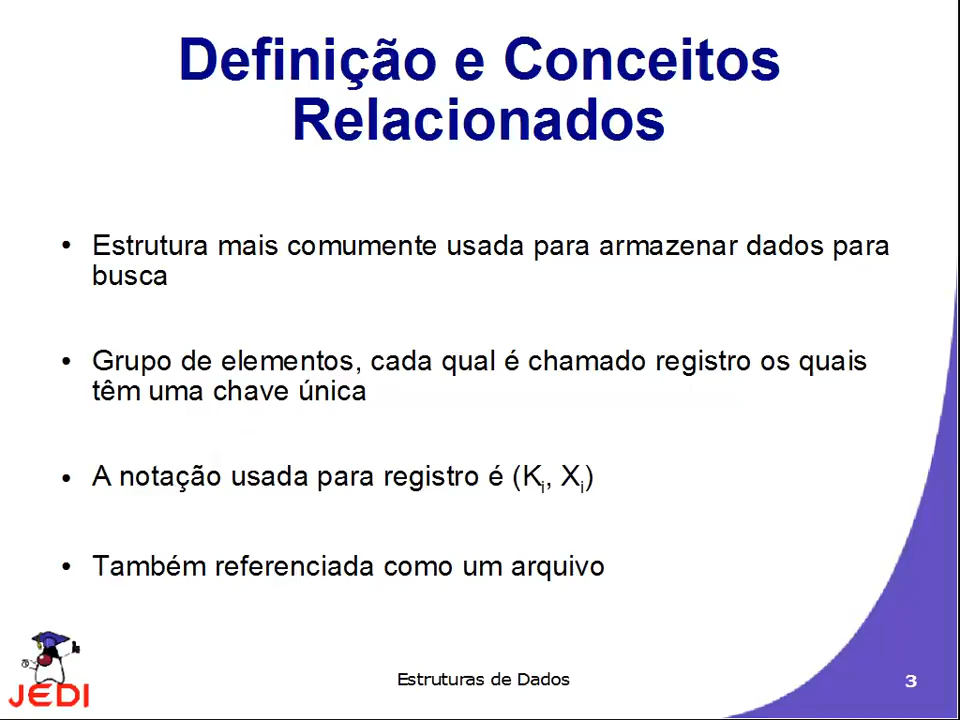 Definição e Conceitos
Relacionados
• Estrutura mais comumente usada para armazenar dados para
busca
• Grupo de elementos, cada qual é chamado registro os quais
têm uma chave única
• A notação usada para registro é (Ki, Xi)
• Também referenciada como um arquivo
JEDI
Estruturas de Dados
3